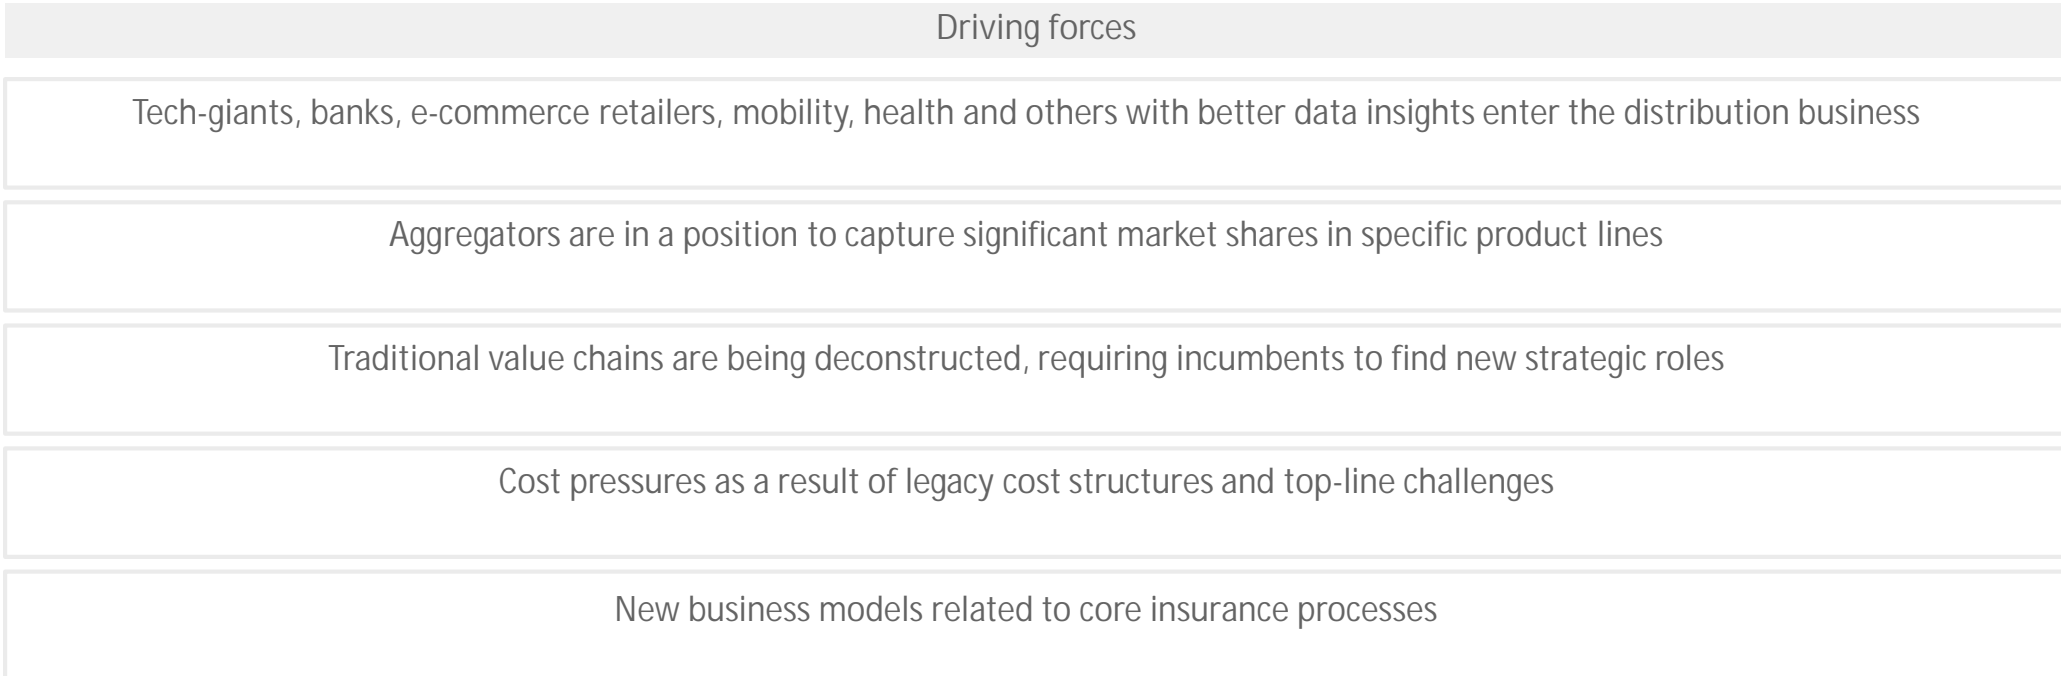 Driving forces
Tech-giants, banks, e-commerce retailers, mobility, health and others with better data insights enter the distribution business
Aggregators are in a position to capture significant market shares in specific product lines
Traditional value chains are being deconstructed, requiring incumbents to find new strategic roles
Cost pressures as a result of legacy cost structures and top-line challenges
New business models related to core insurance processes